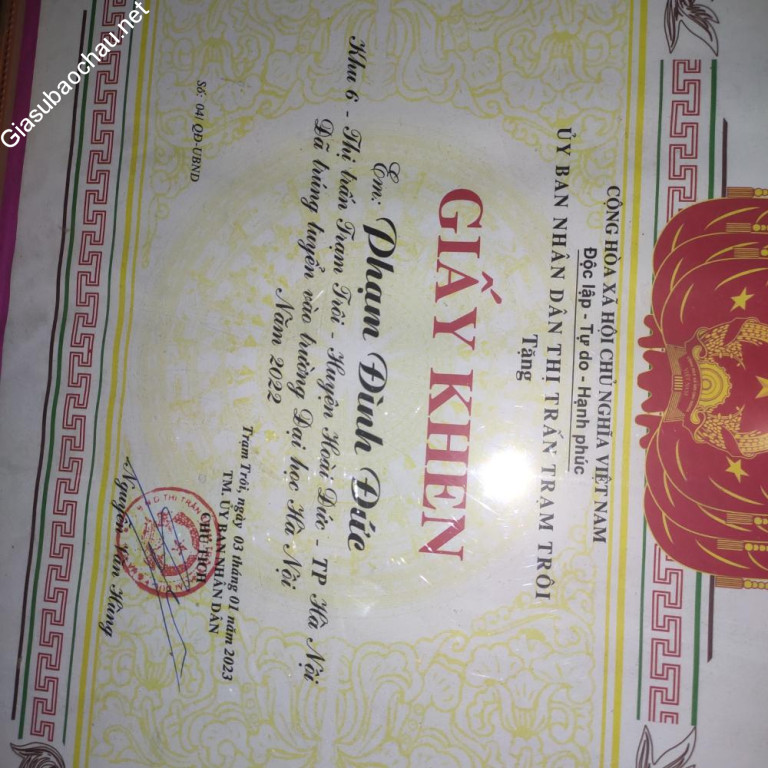 CỘNG HÒA XÃ HỘI CHỦ NGHĨA VIỆT NAM
Độc lập - Tự do - Hạnh phúc
ỦY BAN NHÂN DÂN THỊ TRẤN TRẠM TRÔI
Tặng
GIẤY KHEN
Em: Phạm Đình Đức
Khu 6 - Thị trấn Trạm Trôi - Huyện Hoài Đức - TP Hà Nội
Đã trúng tuyển vào trường Đại học Hà Nội
Năm 2022
Trạm Trôi, ngày 03 tháng 01 năm 2023
TM. ỦY BAN NHÂN DÂN
CHỦ TỊCH
Nguyễn Văn Hùng
Số: 04/ QĐ-UBND
Giasubaochau.net